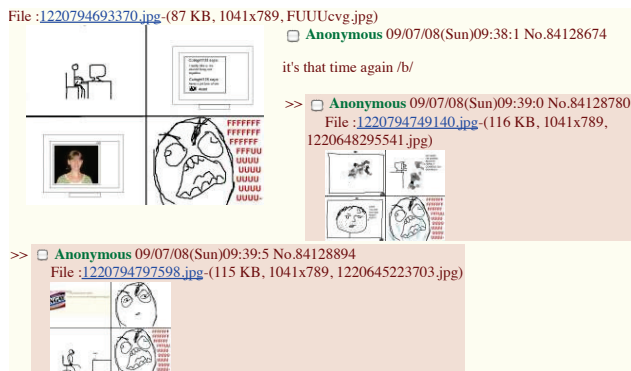 File :1220794693370.jpg-(87 KB, 1041x789, FUUUcvg.jpg)
Anonymous 09/07/08(Sun)09:38:1 No.84128674
it's that time again /b/
says:
says:
FFFFFFF
FFFFFFF
FFFFFF
FFFUU
UUUU
UUUU
UUUU
UUUU
UUUU-
>> Anonymous 09/07/08(Sun)09:39:0 No.84128780
File :1220794749140.jpg-(116 KB, 1041x789,
1220648295541.jpg)
>> Anonymous 09/07/08(Sun)09:39:5 No.84128894
File :1220794797598.jpg-(115 KB, 1041x789, 1220645223703.jpg)